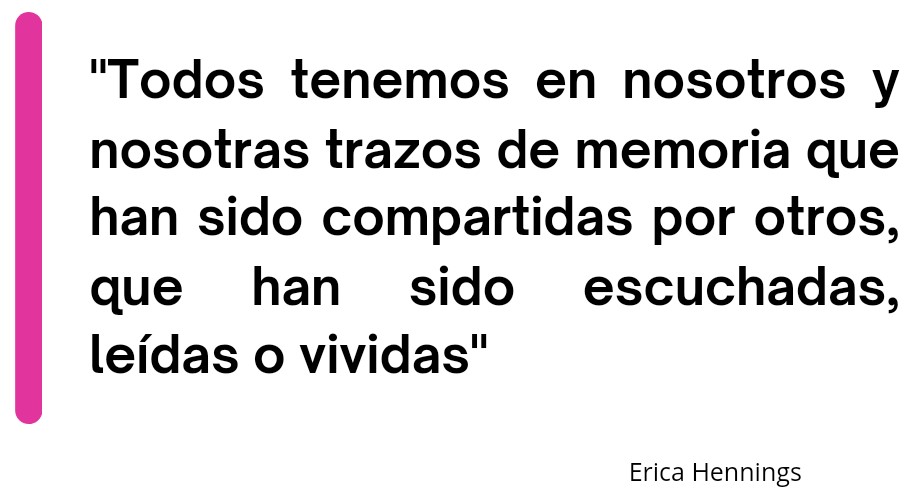 "Todos tenemos en nosotros y
nosotras trazos de memoria que
han sido compartidas por otros,
que han sido escuchadas,
leídas o vividas"
Erica Hennings